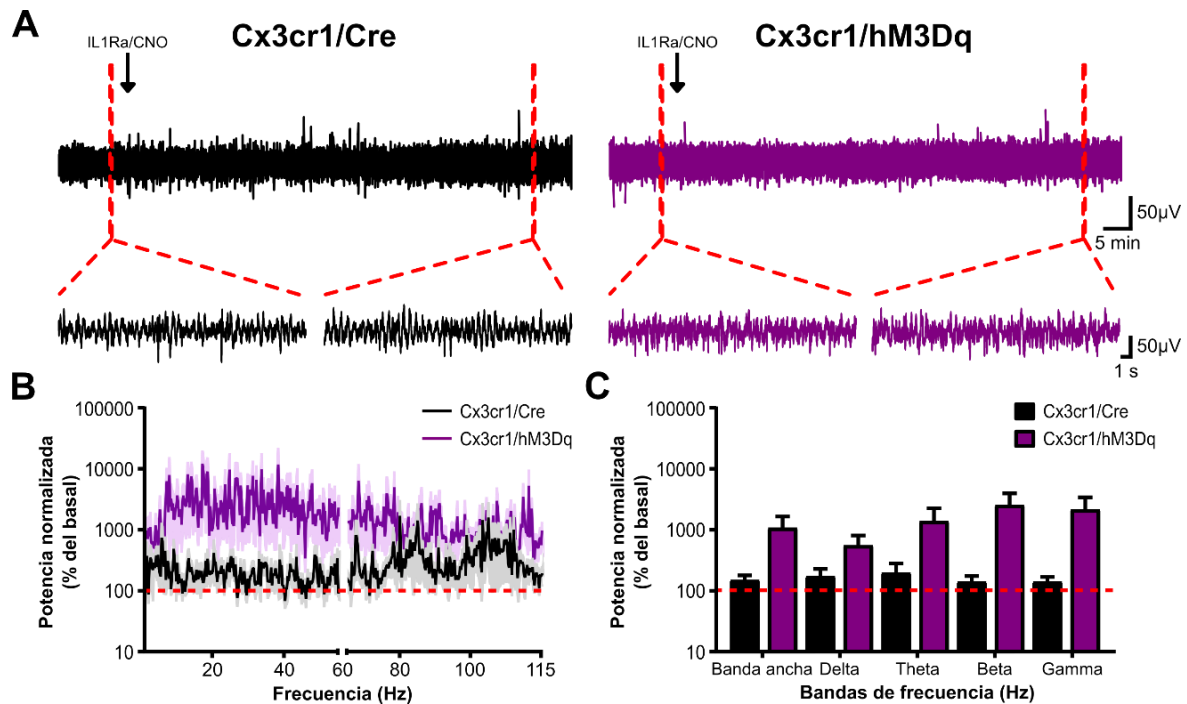 A
Cx3cr1/Cre
Cx3cr1/hM3Dq
IL1Ra/CNO
IL1Ra/CNO
50µV
5 min
50µV
1 s
B
Potencia normalizada
(% del basal)
100000
10000
1000
100
10
Cx3cr1/Cre
Cx3cr1/hM3Dq
20 40 60 80 100 115
Frecuencia (Hz)
C
Potencia normalizada
(% del basal)
100000
10000
1000
100
10
Cx3cr1/Cre
Cx3cr1/hM3Dq
Banda ancha Delta Theta Beta Gamma
Bandas de frecuencia (Hz)